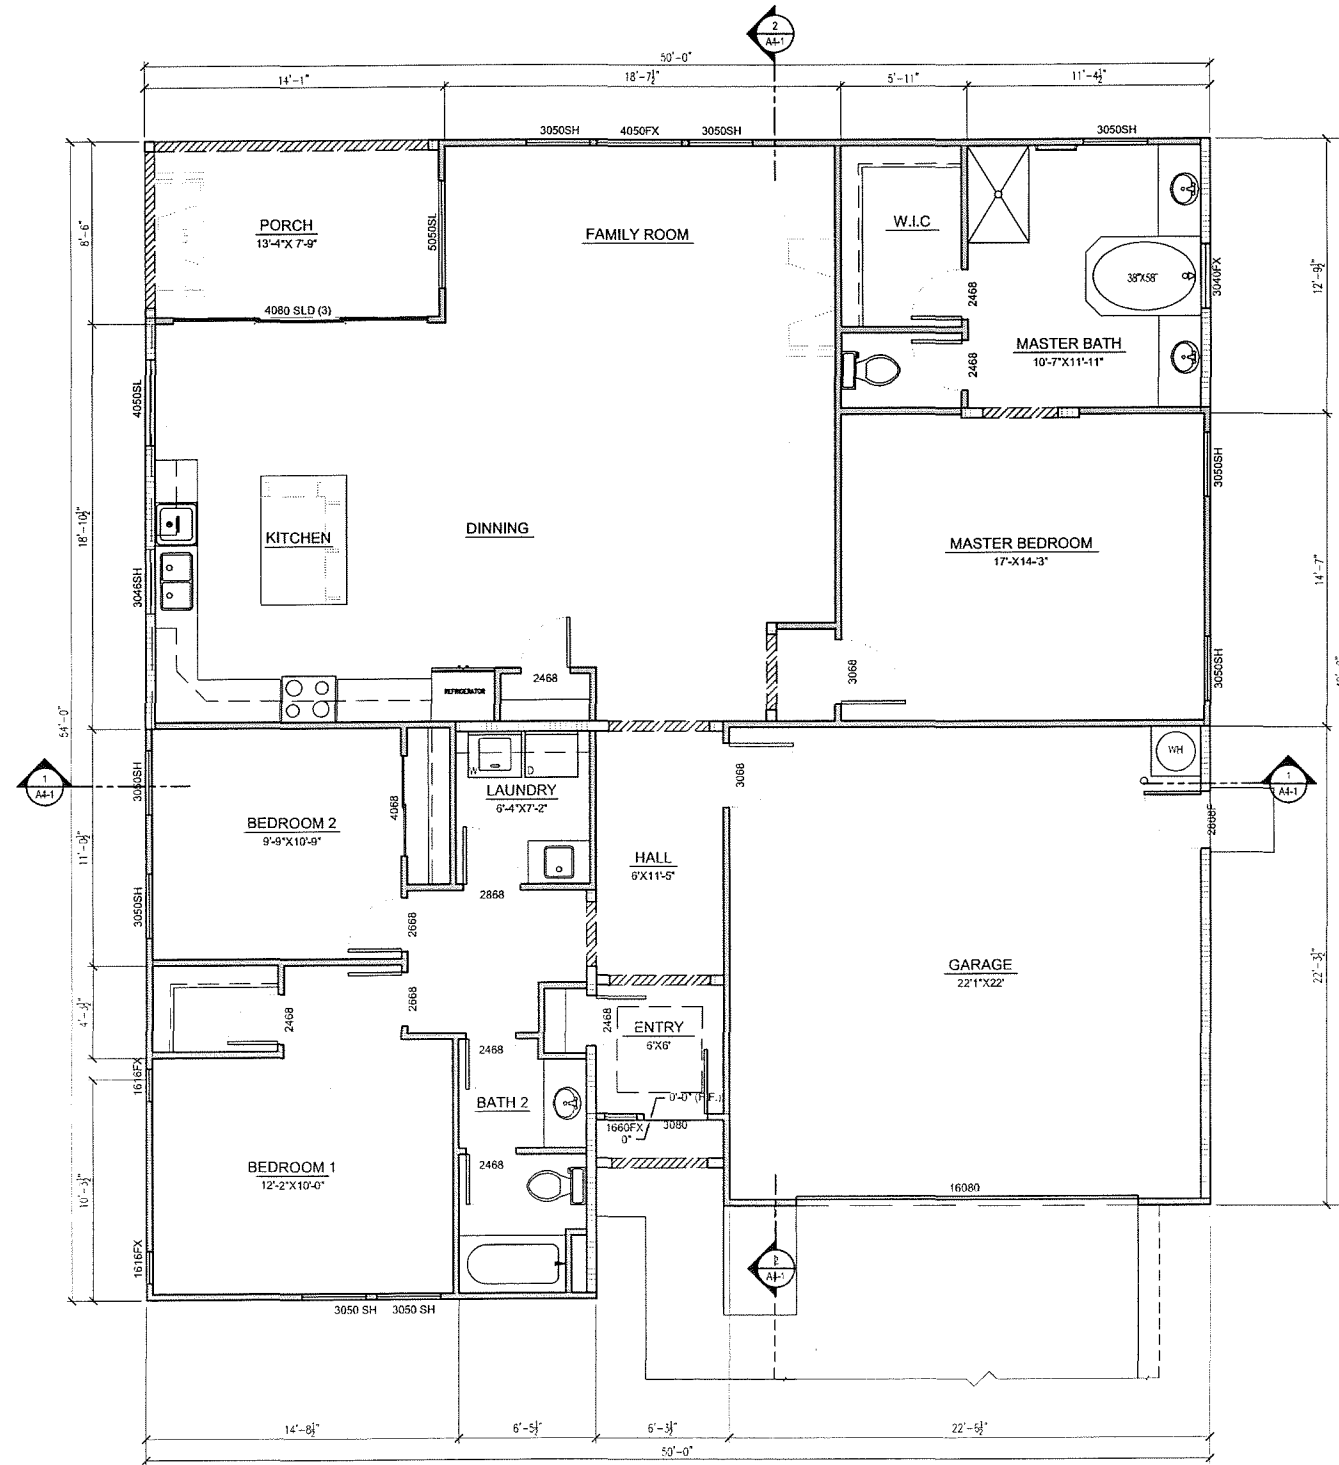 2
A4-1
50'-0"
14'-1"
18'-7½"
5'-11"
11'-4½"
3050SH
4050FX
3050SH
3050SH
8'-6"
PORCH
13'-4"X 7'-9"
5050SL
FAMILY ROOM
W.I.C
38"X58"
3040FX
12'-9½"
4080 SLD (3)
2468
MASTER BATH
10'-7"X11'-11"
2468
4050SL
3050SH
18'-10½"
KITCHEN
DINNING
MASTER BEDROOM
17'-X14'-3"
14'-7"
3046SH
3068
3050SH
2468
REFRIGERATOR
54'-0"
1
A4-1
3050SH
W
D
LAUNDRY
6'-4"X7'-2"
3068
WH
1
A4-1
4068
BEDROOM 2
9'-9"X10'-9"
2868F
11'-0½"
HALL
6'X11'-5"
2868
3050SH
2668
GARAGE
22'1"X22'
22'-3½"
4'-3½"
2668
2468
2468
ENTRY
6'X6'
2468
1616FX
BATH 2
0'-0" (F.F.)
1660FX
0"
3080
BEDROOM 1
12'-2"X10'-0"
2468
10'-3½"
16080
1616FX
2
A4-1
3050 SH
3050 SH
14'-8½"
6'-5½"
6'-3½"
22'-6½"
50'-0"